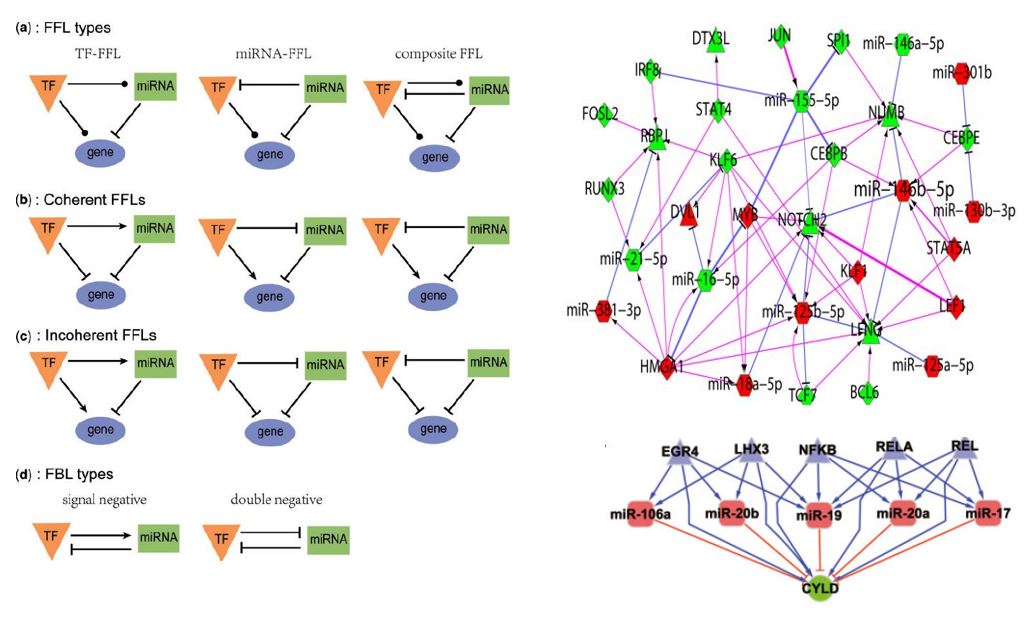 (a) : FFL types
TF-FFL miRNA-FFL composite FFL
TF miRNA TF miRNA TF miRNA
gene gene gene
(b) : Coherent FFLs
TF miRNA TF miRNA TF miRNA
gene gene gene
(c) : Incoherent FFLs
TF miRNA TF miRNA TF miRNA
gene gene gene
(d) : FBL types
signal negative double negative
TF miRNA TF miRNA
DTX3L JUN SPI1 miR-146a-5p
IRF8 miR-301b
FOSL2 STAT4 miR-155-5p NUMB
RBPJ CEBPB CEBPE
KLF6
RUNX3 miR-146b-5p
DVL1 MYB NOTCH2 miR-130b-3p
miR-21-5p STAT5A
miR-16-5p KLF1
miR-381-3p miR-125b-5p LEF1
LFNG
HMGA1 miR-18a-5p miR-125a-5p
TCF7 BCL6
EGR4 LHX3 NFKB RELA REL
miR-106a miR-20b miR-19 miR-20a miR-17
CYLD